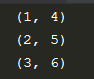 (1, 4)
(2, 5)
(3, 6)